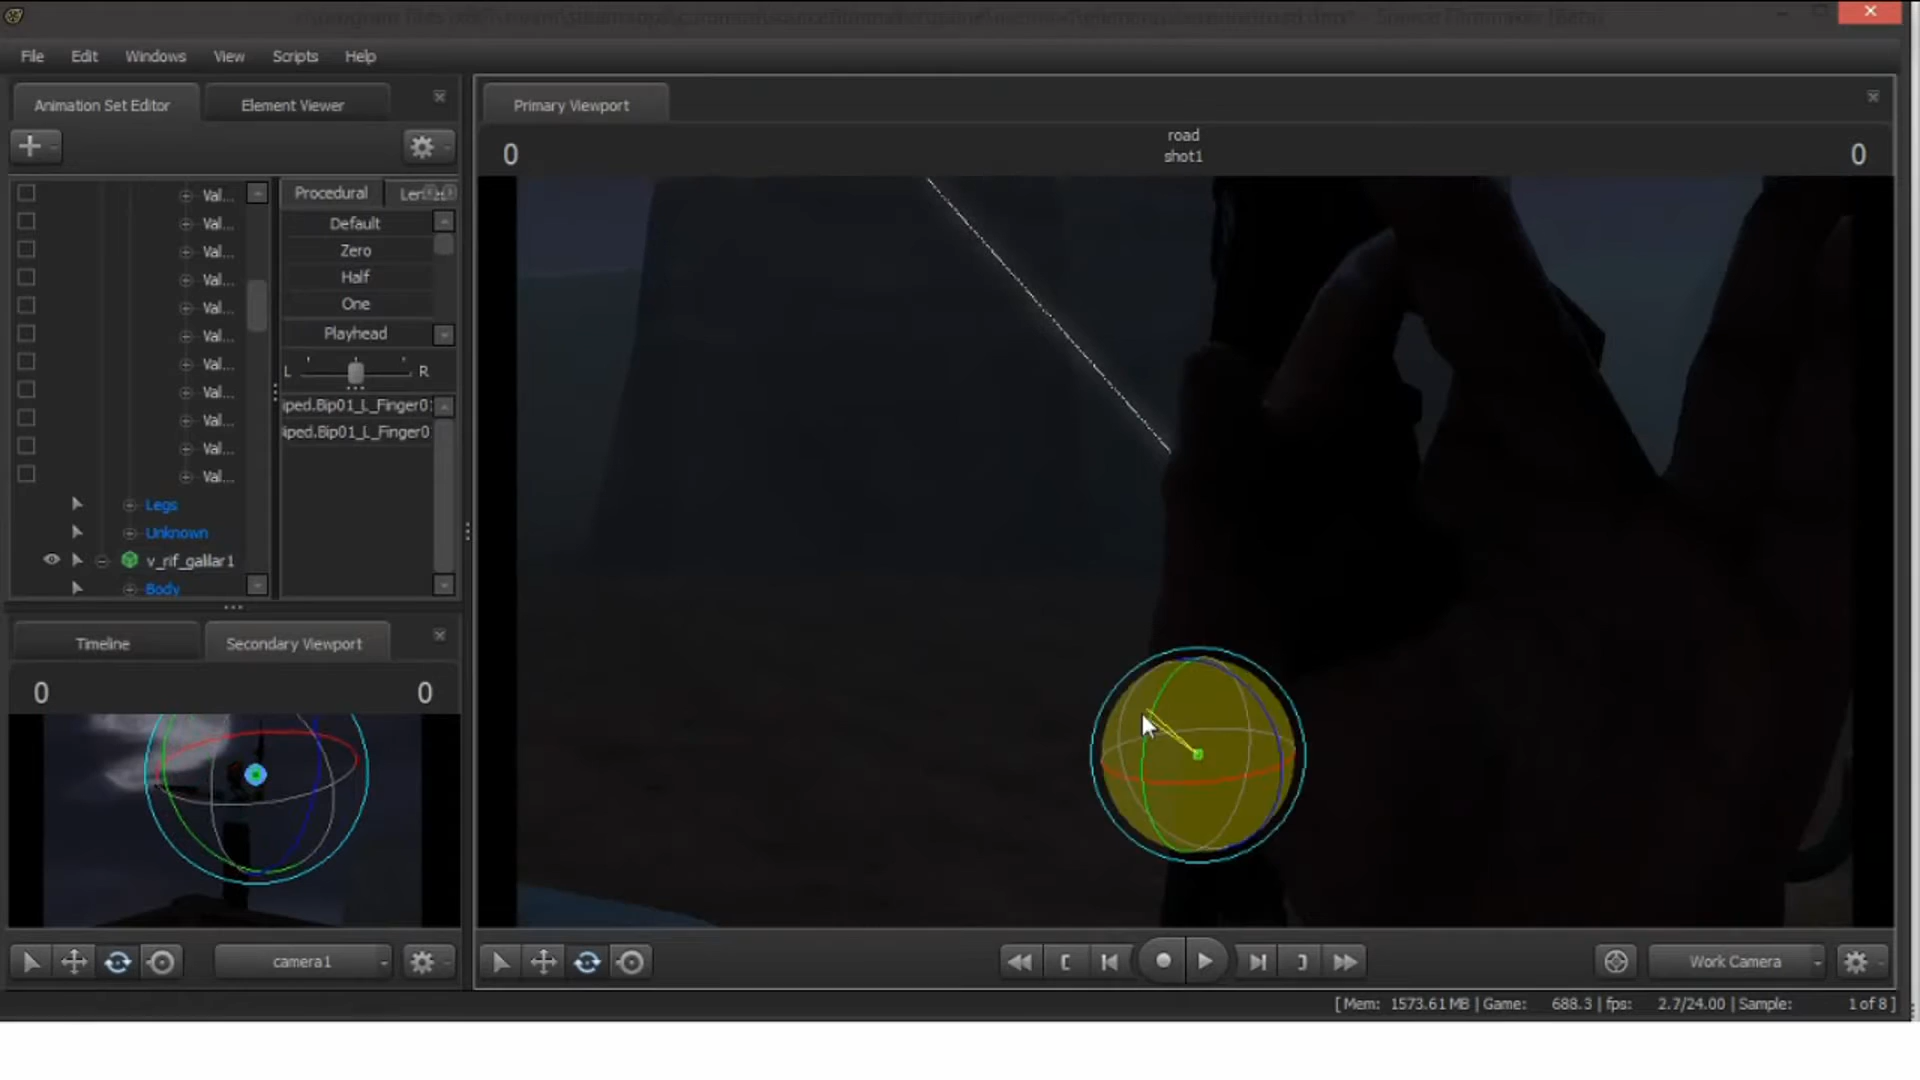 File Edit Windows View Scripts Help
Animation Set Editor Element Viewer
Primary Viewport
0 road 0
shot1
Procedural
Val...
Val...
Val...
Val...
Val...
Val...
Val...
Val...
Val...
Val...
Val...
Legs
Unknown
v_rif_galilar1
Body
Default
Zero
Half
One
Playhead
L R
iped.Bip01_L_Finger0
iped.Bip01_L_Finger0
Timeline Secondary Viewport
0 0
camera1
Work Camera
[ Mem: 1573.61 MB | Game: 688.3 | fps: 2.7/24.00 | Sample: 1 of 8 ]